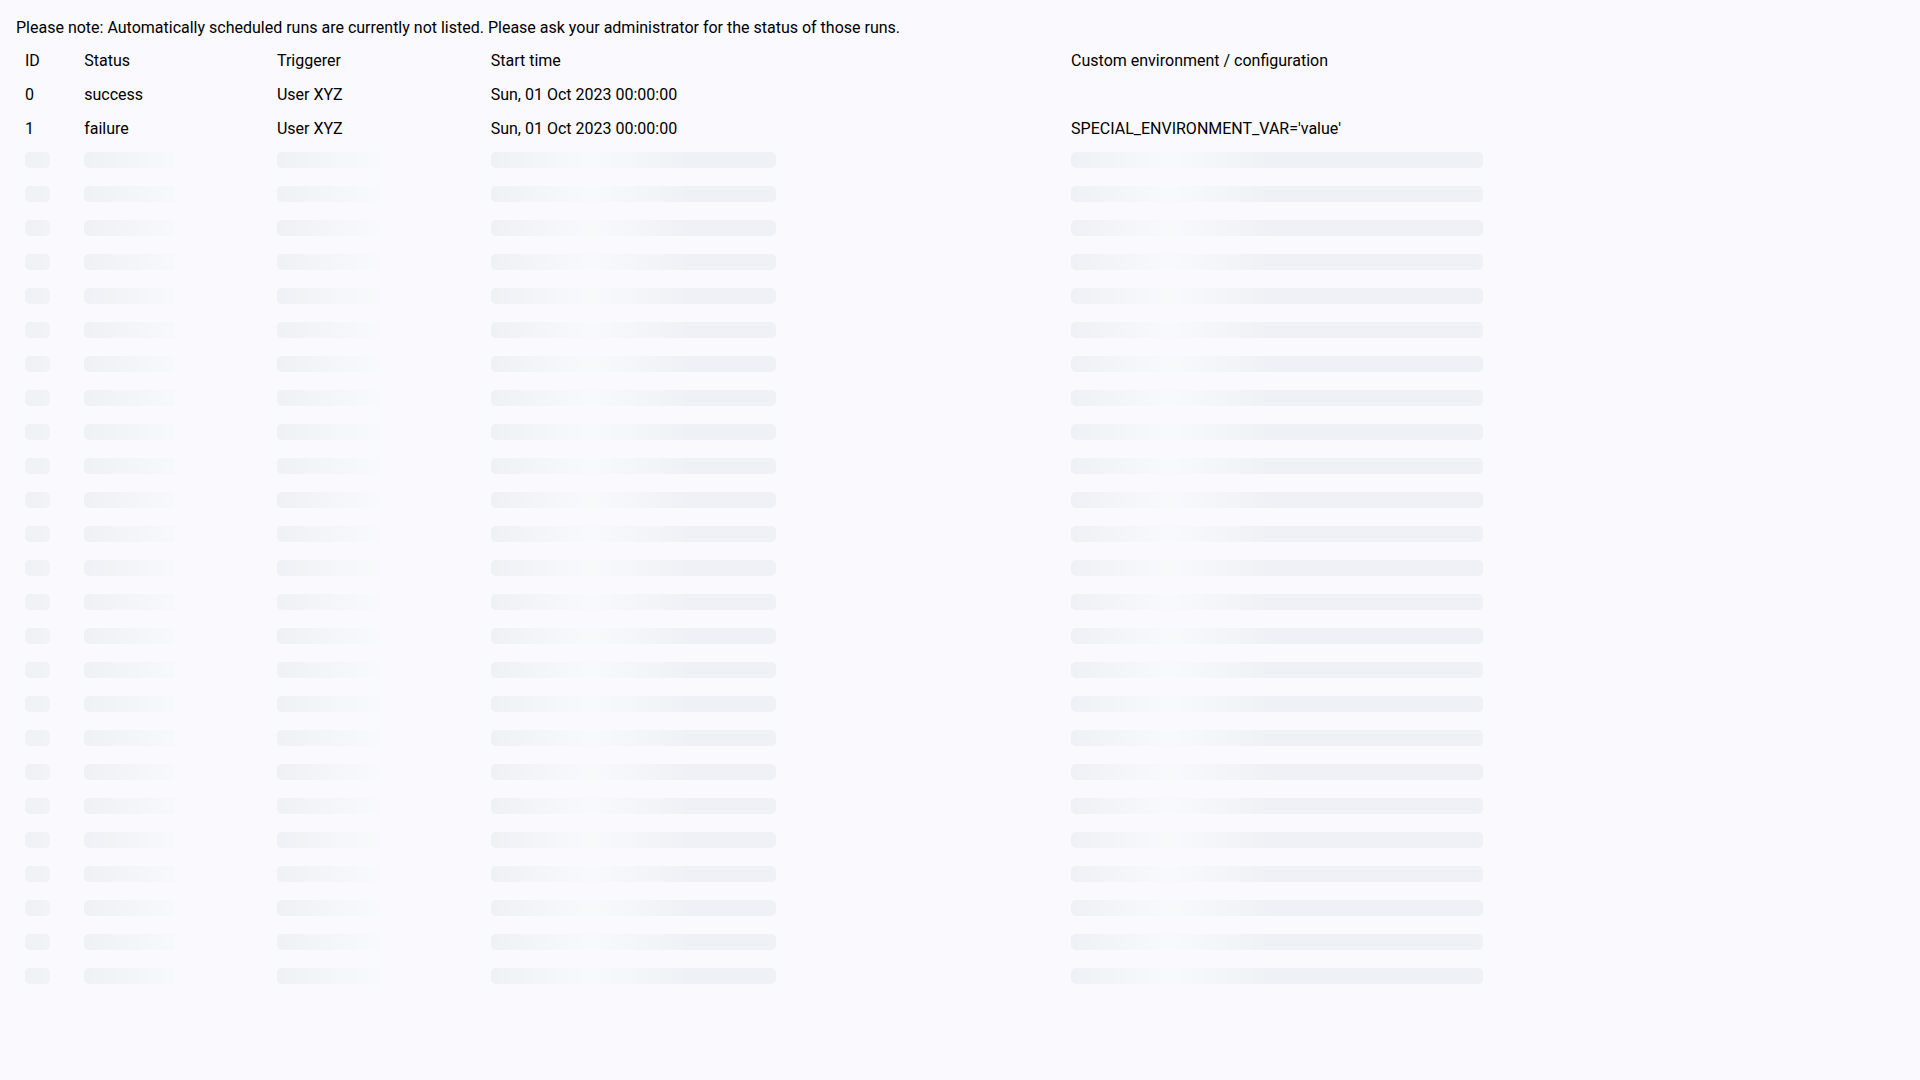 Please note: Automatically scheduled runs are currently not listed. Please ask your administrator for the status of those runs.
ID Status Triggerer Start time Custom environment / configuration
0 success User XYZ Sun, 01 Oct 2023 00:00:00
1 failure User XYZ Sun, 01 Oct 2023 00:00:00 SPECIAL_ENVIRONMENT_VAR='value'